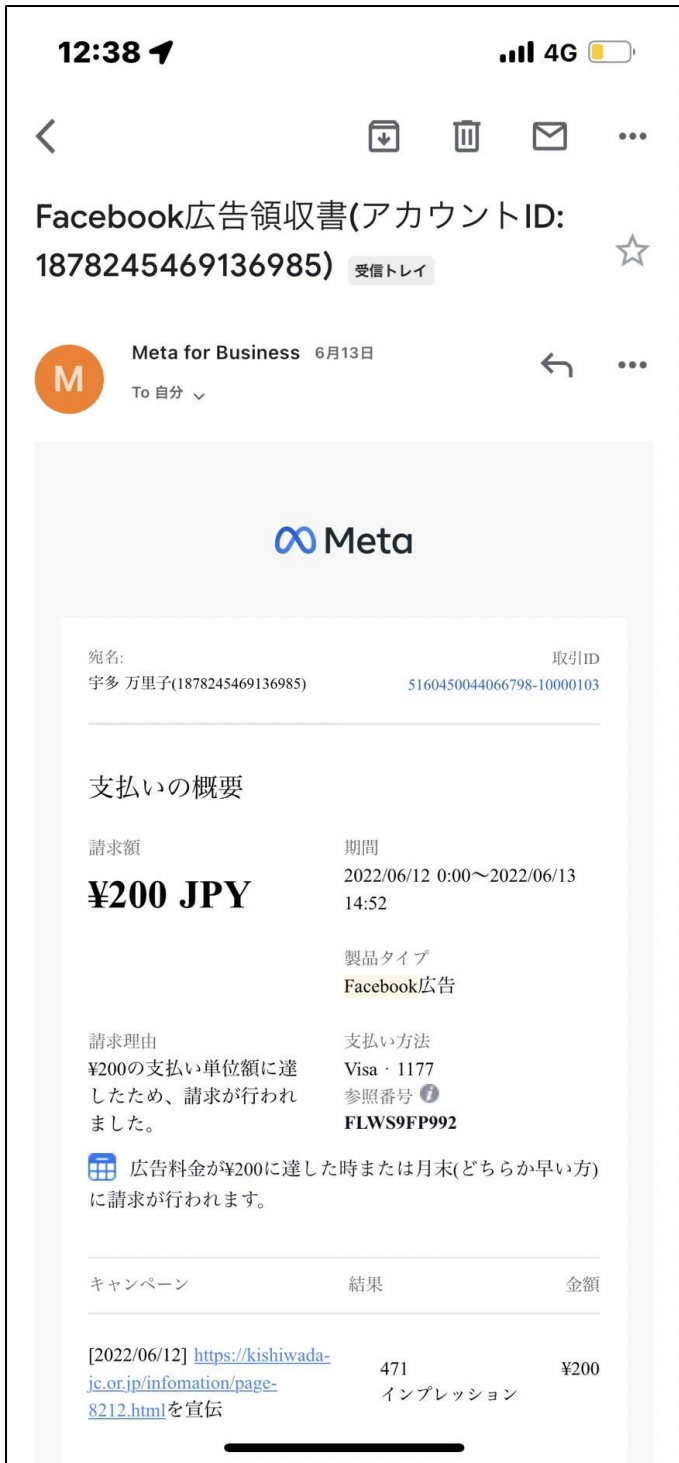 12:38
4G
Facebook広告領収書(アカウントID:
1878245469136985) 受信トレイ
M
Meta for Business 6月13日
To 自分
Meta
宛名:
取引ID
宇多 万里子(1878245469136985)
5160450044066798-10000103
支払いの概要
請求額
¥200 JPY
期間
2022/06/12 0:00〜2022/06/13
14:52
製品タイプ
Facebook広告
請求理由
¥200の支払い単位額に達
したため、請求が行われ
ました。
支払い方法
Visa · 1177
参照番号 i
FLWS9FP992
広告料金が¥200に達した時または月末(どちらか早い方)
に請求が行われます。
キャンペーン 結果 金額
[2022/06/12] https://kishiwada-
jc.or.jp/infomation/page-
8212.htmlを宣伝
471
インプレッション
¥200